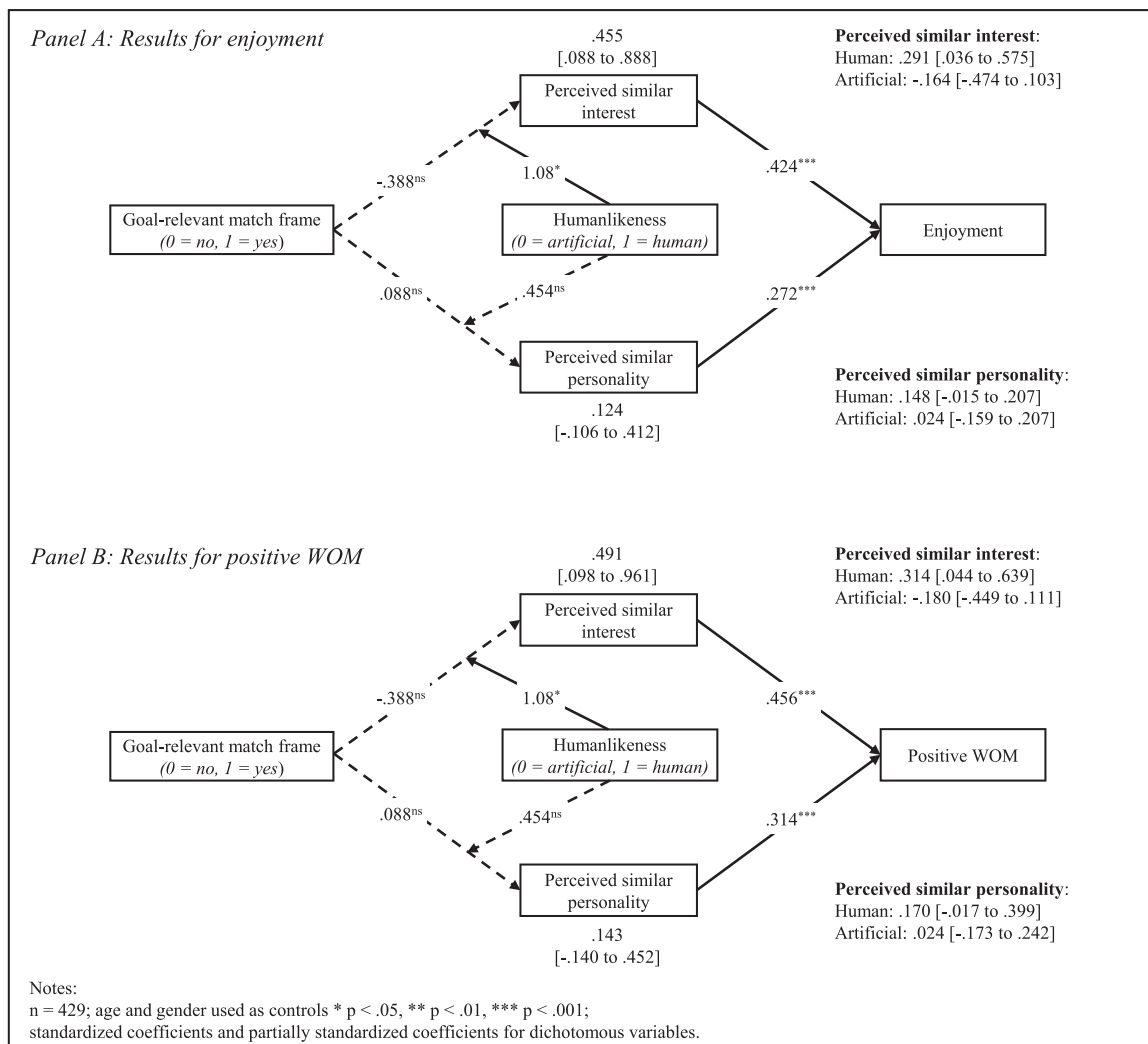 Panel A: Results for enjoyment
.455
[.088 to .888]
Perceived similar interest:
Human: .291 [.036 to .575]
Artificial: -.164 [-.474 to .103]
Perceived similar
interest
-.388ns
1.08*
.424***
Goal-relevant match frame
(0 = no, 1 = yes)
Humanlikeness
(0 = artificial, 1 = human)
Enjoyment
.088ns
.454ns
.272***
Perceived similar
personality
.124
[-.106 to .412]
Perceived similar personality:
Human: .148 [-.015 to .207]
Artificial: .024 [-.159 to .207]
Panel B: Results for positive WOM
.491
[.098 to .961]
Perceived similar interest:
Human: .314 [.044 to .639]
Artificial: -.180 [-.449 to .111]
Perceived similar
interest
-.388ns
1.08*
.456***
Goal-relevant match frame
(0 = no, 1 = yes)
Humanlikeness
(0 = artificial, 1 = human)
Positive WOM
.088ns
.454ns
.314***
Perceived similar
personality
.143
[-.140 to .452]
Perceived similar personality:
Human: .170 [-.017 to .399]
Artificial: .024 [-.173 to .242]
Notes:
n = 429; age and gender used as controls * p < .05, ** p < .01, *** p < .001;
standardized coefficients and partially standardized coefficients for dichotomous variables.